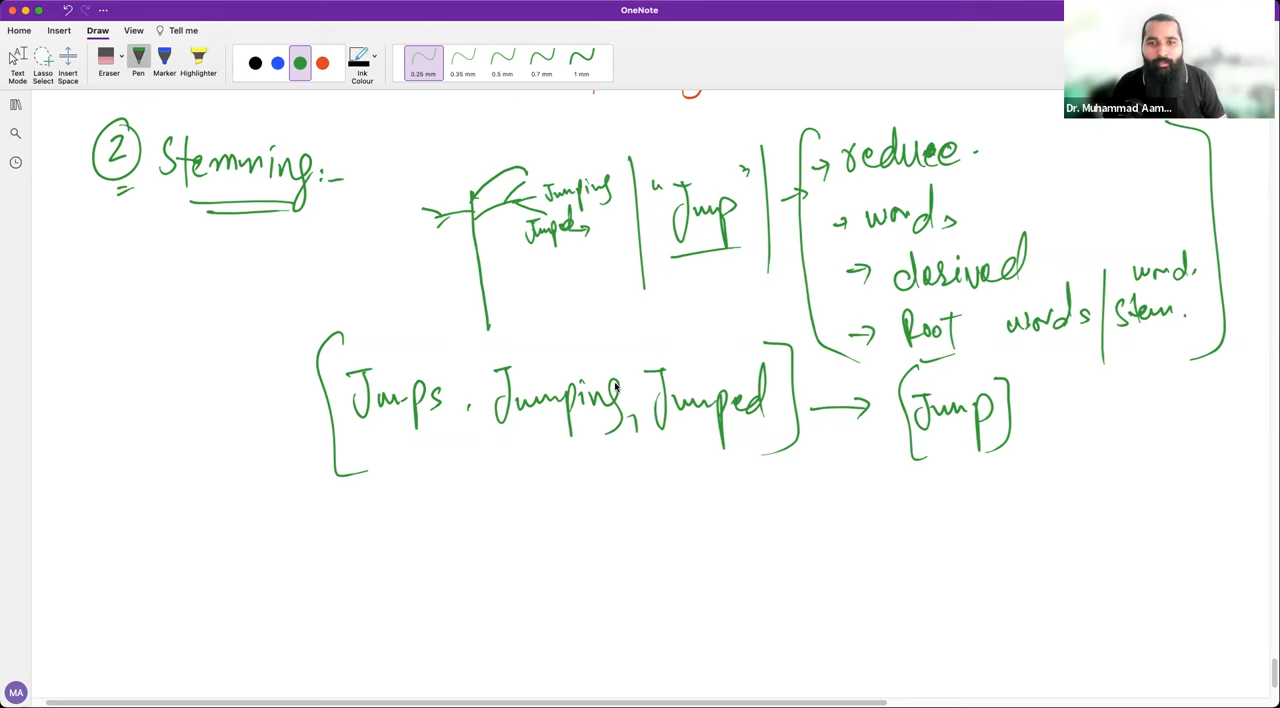 OneNote
Home Insert Draw View Tell me
Text Mode Lasso Select Insert Space Eraser Pen Marker Highlighter Ink Colour 0.25 mm 0.35 mm 0.5 mm 0.7 mm 1 mm
Dr. Muhammad Aam...
② Stemming:-
Jumping
Jumped
"Jump"
→ reduce.
→ words
→ derived
→ Root words | word. stem.
[Jumps, Jumping, Jumped] → [Jump]
MA